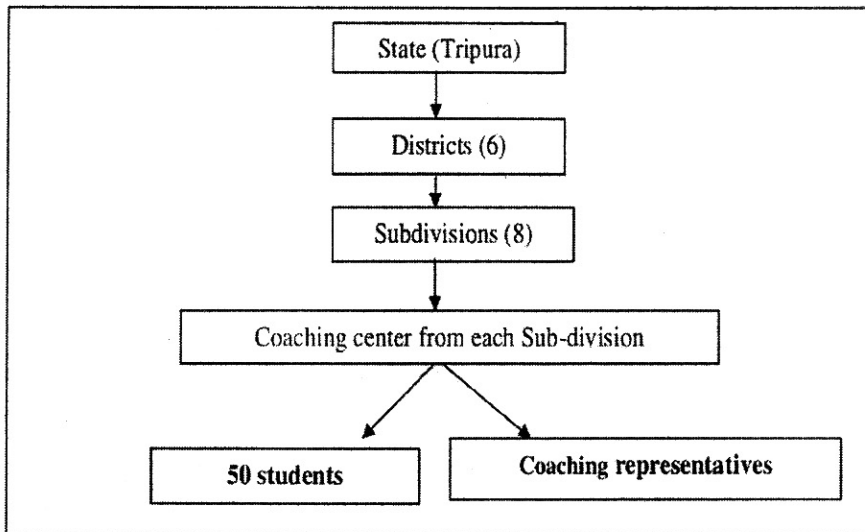 State (Tripura)
Districts (6)
Subdivisions (8)
Coaching center from each Sub-division
50 students
Coaching representatives